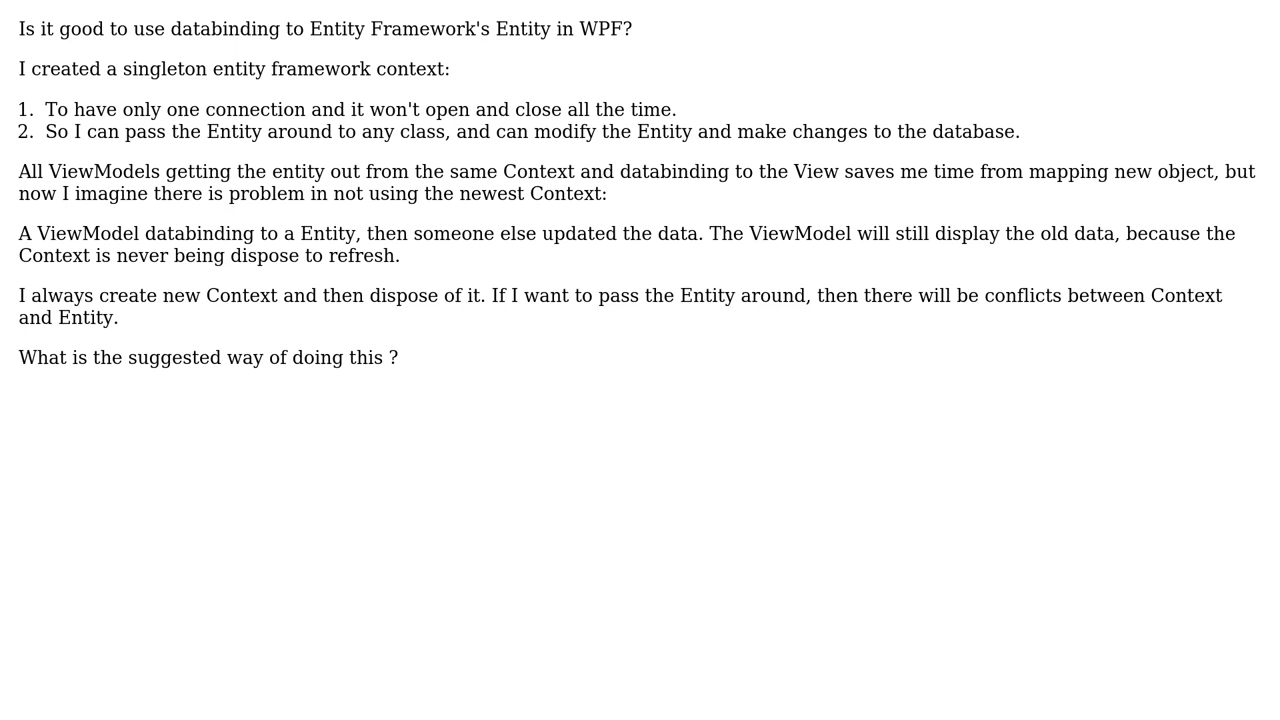 Is it good to use databinding to Entity Framework's Entity in WPF?
I created a singleton entity framework context:
1. To have only one connection and it won't open and close all the time.
2. So I can pass the Entity around to any class, and can modify the Entity and make changes to the database.
All ViewModels getting the entity out from the same Context and databinding to the View saves me time from mapping new object, but
now I imagine there is problem in not using the newest Context:
A ViewModel databinding to a Entity, then someone else updated the data. The ViewModel will still display the old data, because the
Context is never being dispose to refresh.
I always create new Context and then dispose of it. If I want to pass the Entity around, then there will be conflicts between Context
and Entity.
What is the suggested way of doing this ?